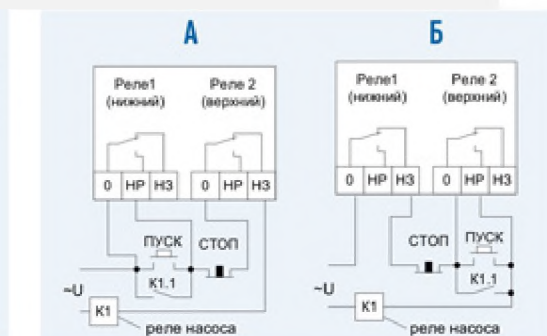 А Б
Реле1 (нижний) Реле 2 (верхний) Реле1 (нижний) Реле 2 (верхний)
0 НР НЗ 0 НР НЗ 0 НР НЗ 0 НР НЗ
ПУСК СТОП СТОП ПУСК
К1.1 К1.1
~U ~U
К1 К1
реле насоса реле насоса